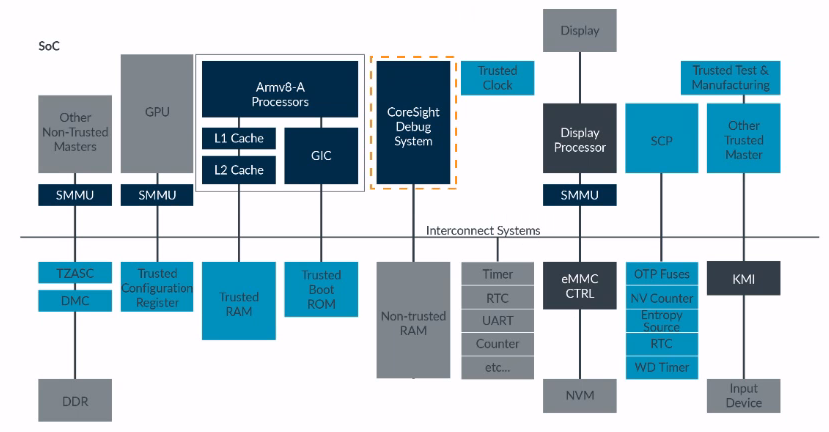 SoC
Other
Non-Trusted
Masters
SMMU
GPU
SMMU
Armv8-A
Processors
L1 Cache
L2 Cache
GIC
CoreSight
Debug
System
Trusted
Clock
Display
Display
Processor
SMMU
SCP
Trusted Test &
Manufacturing
Other
Trusted
Master
Interconnect Systems
TZASC
DMC
DDR
Trusted
Configuration
Register
Trusted
RAM
Trusted
Boot
ROM
Non-trusted
RAM
Timer
RTC
UART
Counter
etc...
eMMC
CTRL
NVM
OTP Fuses
NV Counter
Entropy
Source
RTC
WD Timer
KMI
Input
Device